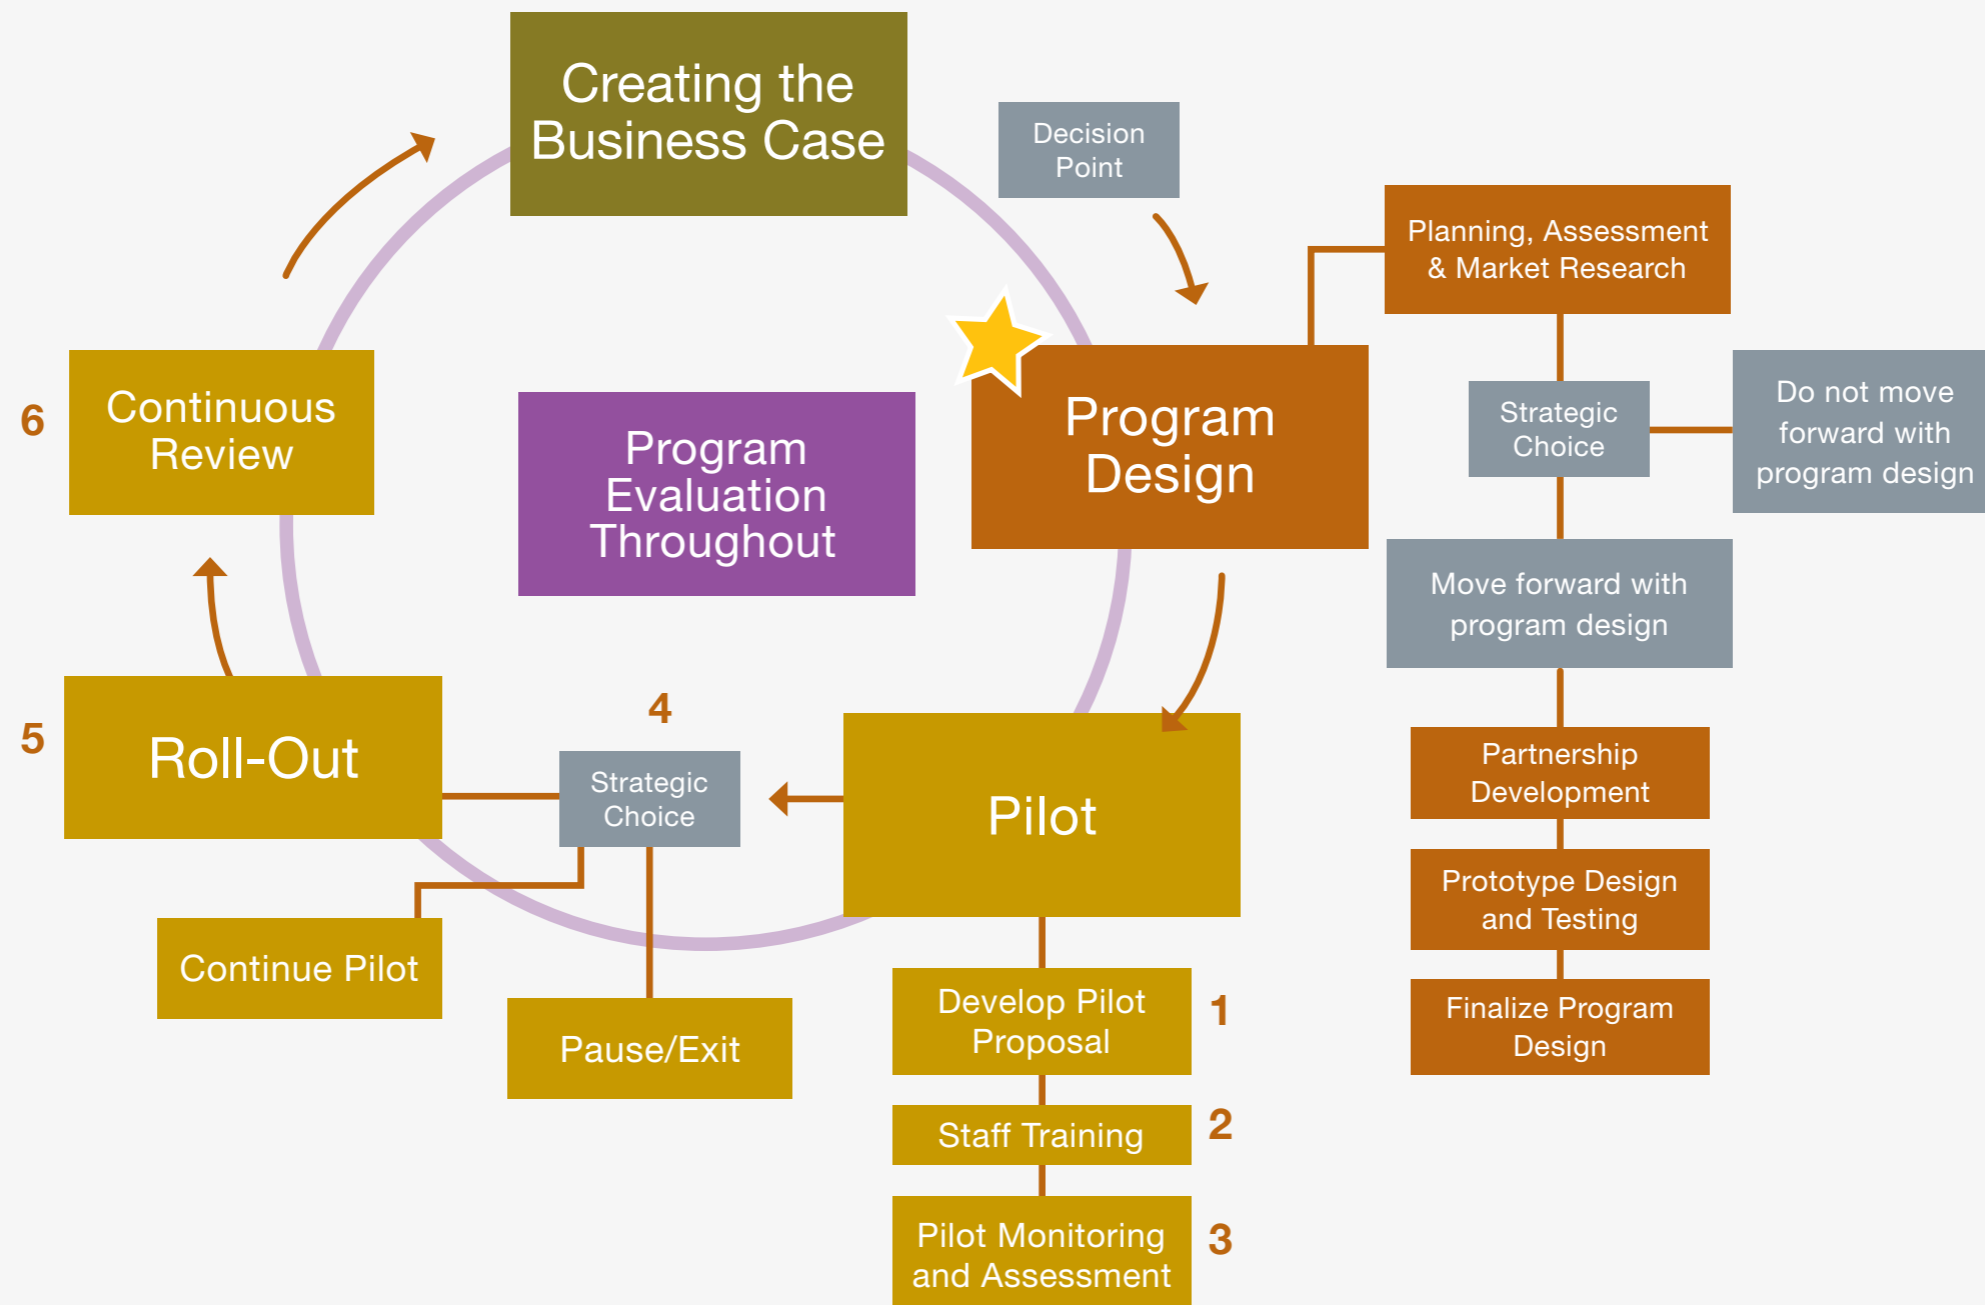 Creating the
Business Case
Decision
Point
Planning, Assessment
& Market Research
Strategic
Choice
Do not move
forward with
program design
Move forward with
program design
Partnership
Development
Prototype Design
and Testing
Finalize Program
Design
Program
Design
Program
Evaluation
Throughout
6
Continuous
Review
5
Roll-Out
4
Strategic
Choice
Pilot
Continue Pilot
Pause/Exit
Develop Pilot
Proposal
1
Staff Training
2
Pilot Monitoring
and Assessment
3